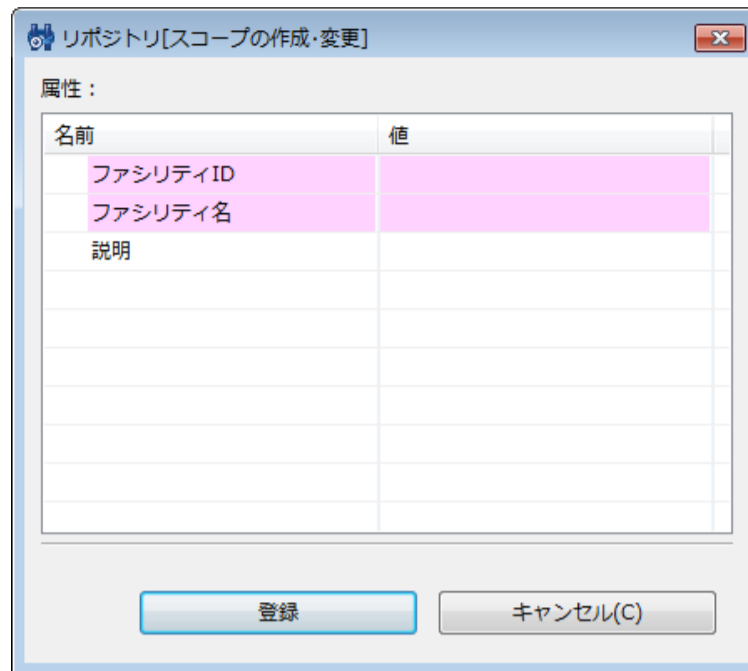 リポジトリ[スコープの作成･変更]
属性：
名前 値
ファシリティID
ファシリティ名
説明
登録 キャンセル(C)